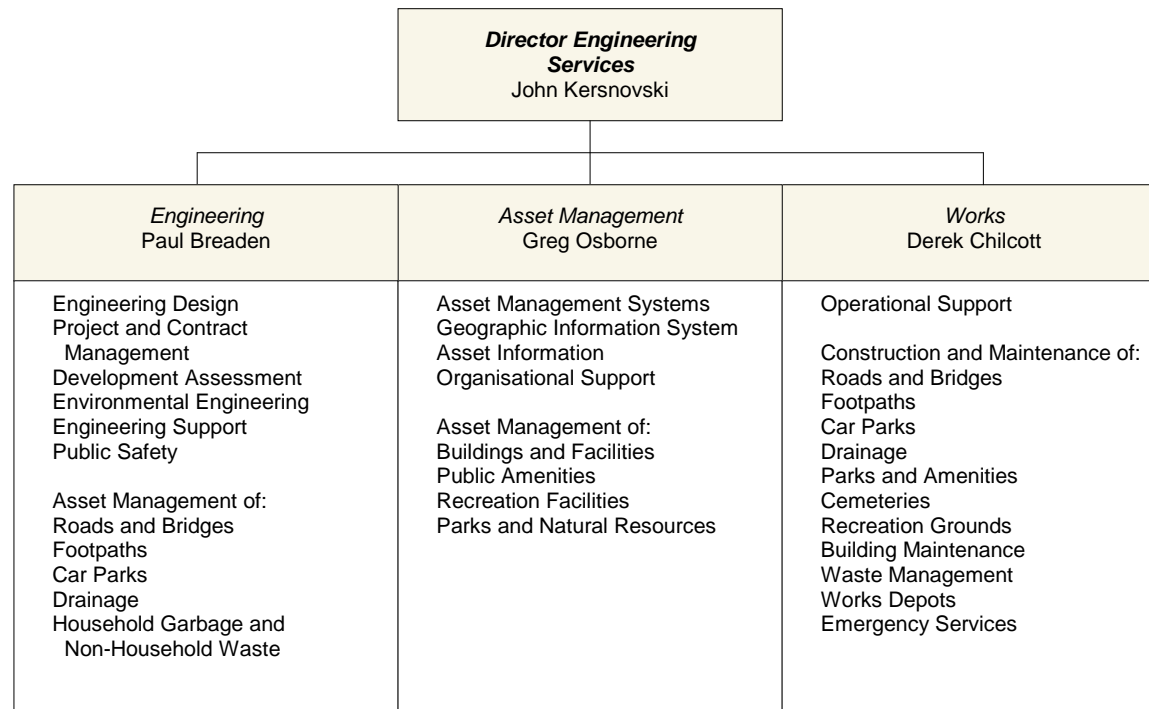 Director Engineering
Services
John Kersnovski
Engineering
Paul Breaden
Engineering Design
Project and Contract
Management
Development Assessment
Environmental Engineering
Engineering Support
Public Safety
Asset Management of:
Roads and Bridges
Footpaths
Car Parks
Drainage
Household Garbage and
Non-Household Waste
Asset Management
Greg Osborne
Asset Management Systems
Geographic Information System
Asset Information
Organisational Support
Asset Management of:
Buildings and Facilities
Public Amenities
Recreation Facilities
Parks and Natural Resources
Works
Derek Chilcott
Operational Support
Construction and Maintenance of:
Roads and Bridges
Footpaths
Car Parks
Drainage
Parks and Amenities
Cemeteries
Recreation Grounds
Building Maintenance
Waste Management
Works Depots
Emergency Services